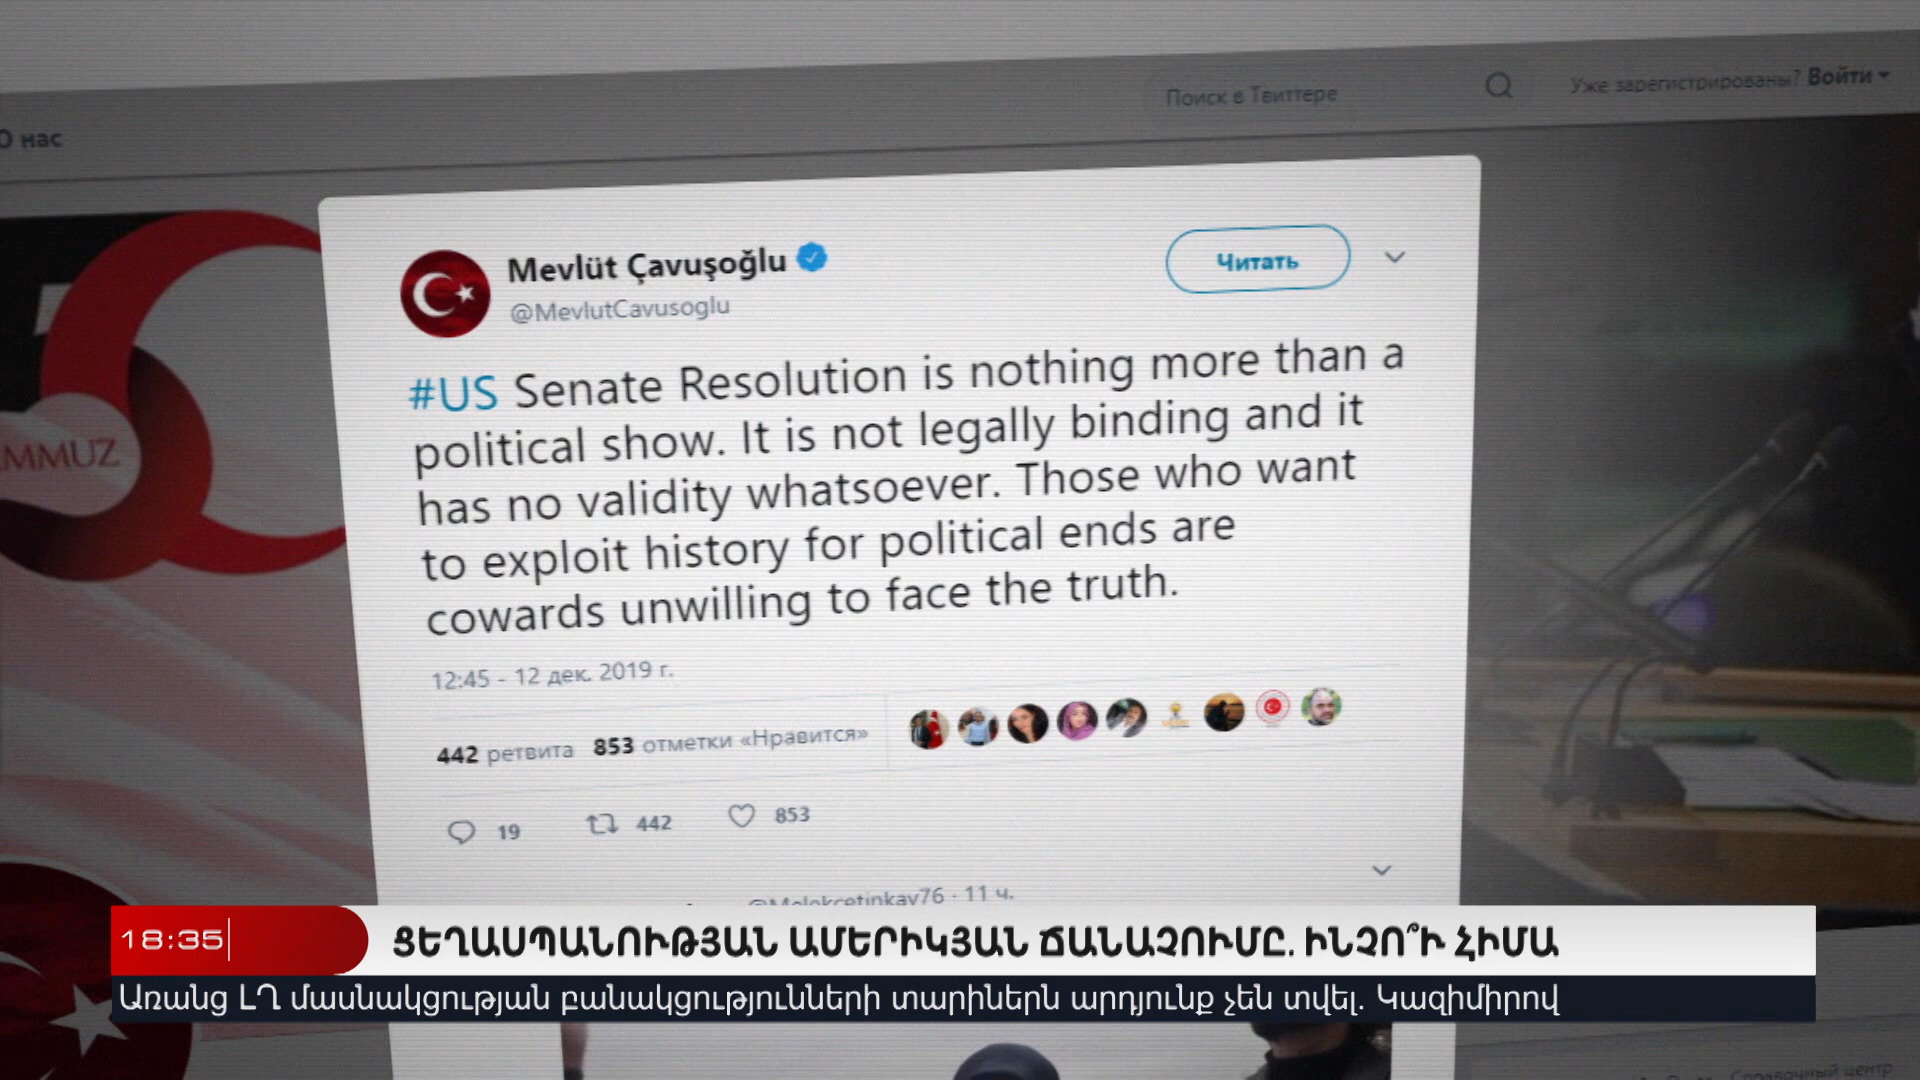 Поиск в Твиттере
Уже зарегистрированы? Войти
О нас
MMUZ
Mevlüt Çavuşoğlu
@MevlutCavusoglu
Читать
#US Senate Resolution is nothing more than a
political show. It is not legally binding and it
has no validity whatsoever. Those who want
to exploit history for political ends are
cowards unwilling to face the truth.
12:45 - 12 дек. 2019 г.
442 ретвита 853 отметки «Нравится»
19 442 853
11 ч.
18:35
ՑԵՂԱՍՊԱՆՈՒԹՅԱՆ ԱՄԵՐԻԿՅԱՆ ՃԱՆԱՉՈՒՄԸ. ԻՆՉՈ՞Ւ ՀԻՄԱ
Առանց ԼՂ մասնակցության բանակցությունների տարիներն արդյունք չեն տվել. Կազիմիրով
Справочный центр